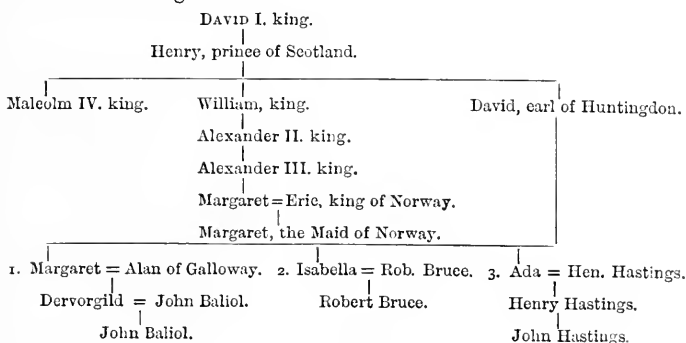 DAVID I. king.
Henry, prince of Scotland.
Malcolm IV. king. William, king. David, earl of Huntingdon.
Alexander II. king.
Alexander III. king.
Margaret = Eric, king of Norway.
Margaret, the Maid of Norway.
1. Margaret = Alan of Galloway. 2. Isabella = Rob. Bruce. 3. Ada = Hen. Hastings.
Dervorgild = John Baliol. Robert Bruce. Henry Hastings.
John Baliol. John Hastings.